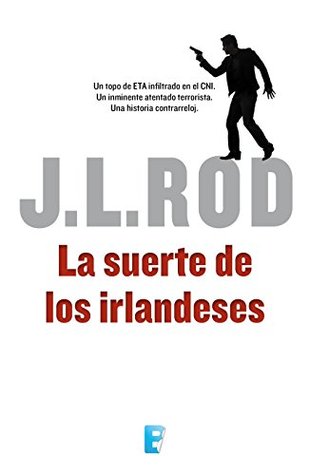 Un topo de ETA infiltrado en el CNI.
Un inminente atentado terrorista.
Una historia contrarreloj.
J.L.ROD
La suerte de
los irlandeses
B